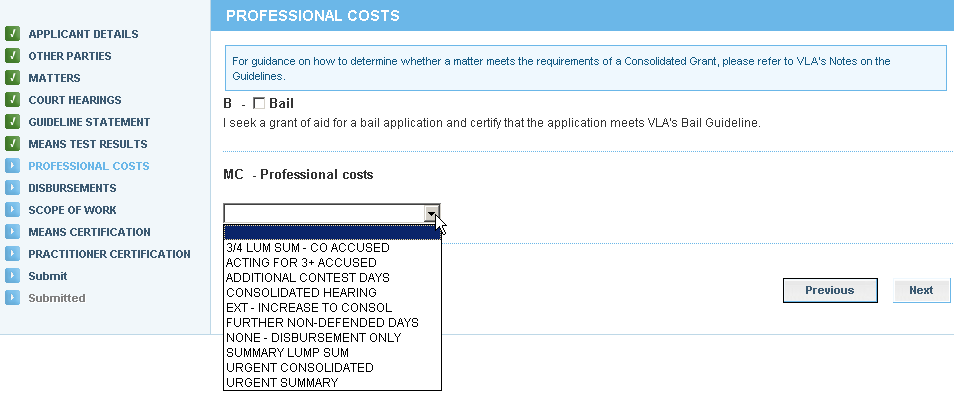 PROFESSIONAL COSTS
APPLICANT DETAILS
OTHER PARTIES
MATTERS
COURT HEARINGS
GUIDELINE STATEMENT
MEANS TEST RESULTS
PROFESSIONAL COSTS
DISBURSEMENTS
SCOPE OF WORK
MEANS CERTIFICATION
PRACTITIONER CERTIFICATION
Submit
Submitted
For guidance on how to determine whether a matter meets the requirements of a Consolidated Grant, please refer to VLA's Notes on the
Guidelines.
B - Bail
I seek a grant of aid for a bail application and certify that the application meets VLA's Bail Guideline.
MC - Professional costs
3/4 LUM SUM - CO ACCUSED
ACTING FOR 3+ ACCUSED
ADDITIONAL CONTEST DAYS
CONSOLIDATED HEARING
EXT - INCREASE TO CONSOL
FURTHER NON-DEFENDED DAYS
NONE - DISBURSEMENT ONLY
SUMMARY LUMP SUM
URGENT CONSOLIDATED
URGENT SUMMARY
Previous
Next